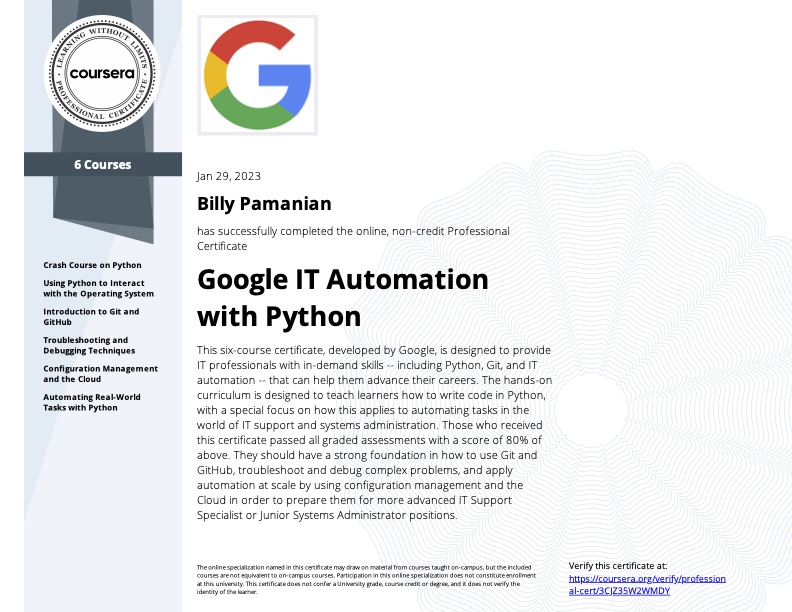 LEARNING WITHOUT LIMITS
coursera
PROFESSIONAL CERTIFICATE
6 Courses
Crash Course on Python
Using Python to Interact
with the Operating System
Introduction to Git and
GitHub
Troubleshooting and
Debugging Techniques
Configuration Management
and the Cloud
Automating Real-World
Tasks with Python
Jan 29, 2023
Billy Pamanian
has successfully completed the online, non-credit Professional
Certificate
Google IT Automation
with Python
This six-course certificate, developed by Google, is designed to provide
IT professionals with in-demand skills -- including Python, Git, and IT
automation -- that can help them advance their careers. The hands-on
curriculum is designed to teach learners how to write code in Python,
with a special focus on how this applies to automating tasks in the
world of IT support and systems administration. Those who received
this certificate passed all graded assessments with a score of 80% of
above. They should have a strong foundation in how to use Git and
GitHub, troubleshoot and debug complex problems, and apply
automation at scale by using configuration management and the
Cloud in order to prepare them for more advanced IT Support
Specialist or Junior Systems Administrator positions.
The online specialization named in this certificate may draw on material from courses taught on-campus, but the included
courses are not equivalent to on-campus courses. Participation in this online specialization does not constitute enrollment
at this university. This certificate does not confer a University grade, course credit or degree, and it does not verify the
identity of the learner.
Verify this certificate at:
https://coursera.org/verify/profession
al-cert/3CJZ35W2WMDY